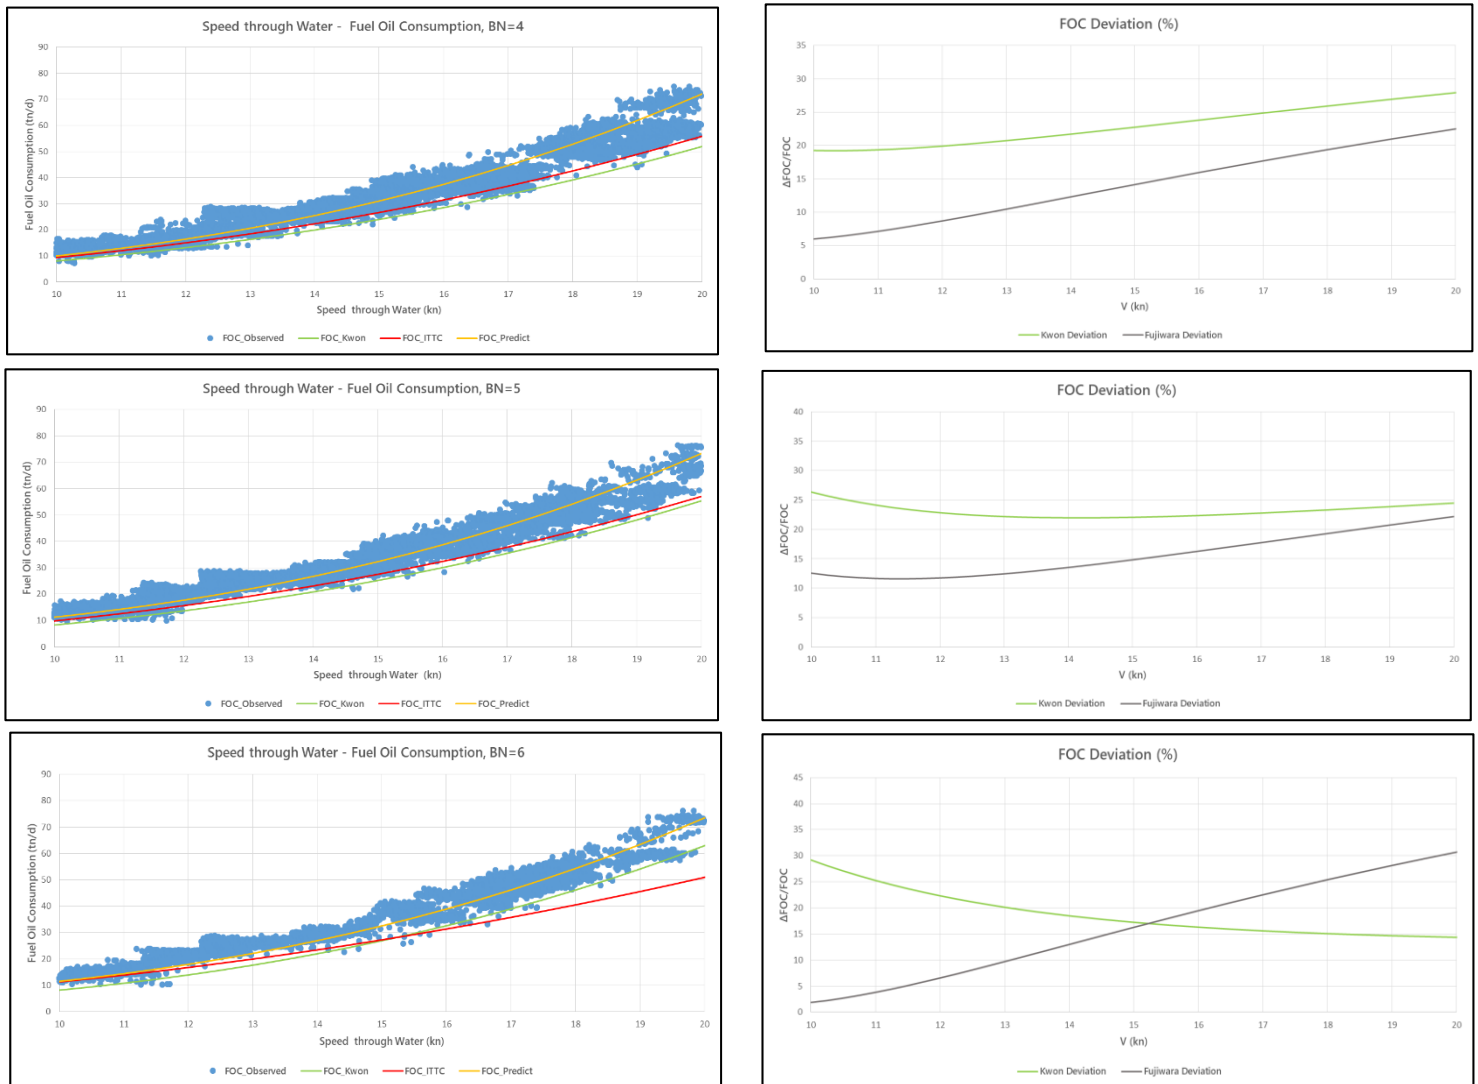 Speed through Water - Fuel Oil Consumption, BN=4
Fuel Oil Consumption (tn/d)
90
80
70
60
50
40
30
20
10
0
10 11 12 13 14 15 16 17 18 19 20
Speed through Water (kn)
FOC_Observed FOC_Kwon FOC_ITTC FOC_Predict
FOC Deviation (%)
ΔFOC/FOC
35
30
25
20
15
10
5
0
10 11 12 13 14 15 16 17 18 19 20
V (kn)
Kwon Deviation Fujiwara Deviation
Speed through Water - Fuel Oil Consumption, BN=5
Fuel Oil Consumption (tn/d)
90
80
70
60
50
40
30
20
10
0
10 11 12 13 14 15 16 17 18 19 20
Speed through Water (kn)
FOC_Observed FOC_Kwon FOC_ITTC FOC_Predict
FOC Deviation (%)
ΔFOC/FOC
40
35
30
25
20
15
10
5
0
10 11 12 13 14 15 16 17 18 19 20
V (kn)
Kwon Deviation Fujiwara Deviation
Speed through Water - Fuel Oil Consumption, BN=6
Fuel Oil Consumption (tn/d)
90
80
70
60
50
40
30
20
10
0
10 11 12 13 14 15 16 17 18 19 20
Speed through Water (kn)
FOC_Observed FOC_Kwon FOC_ITTC FOC_Predict
FOC Deviation (%)
ΔFOC/FOC
45
40
35
30
25
20
15
10
5
0
10 11 12 13 14 15 16 17 18 19 20
V (kn)
Kwon Deviation Fujiwara Deviation